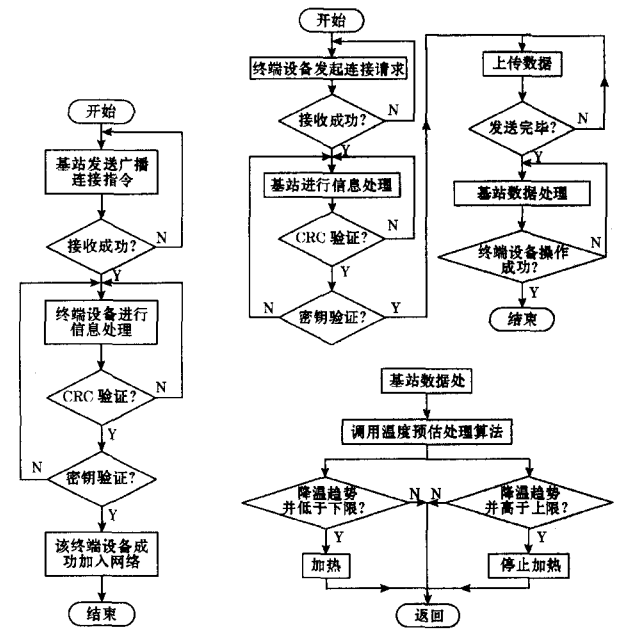 开始
基站发送广播
连接指令
接收成功?
N
Y
终端设备进行
信息处理
CRC 验证?
N
Y
密钥验证?
N
Y
该终端设备成
功加入网络
结束
开始
终端设备发起连接请求
接收成功?
N
Y
基站进行信息处理
CRC 验证?
N
Y
密钥验证?
N
Y
上传数据
发送完毕?
N
Y
基站数据处理
终端设备操作
成功?
N
Y
结束
基站数据处
调用温度预估处理算法
降温趋势
并低于下限?
N
Y
加热
降温趋势
并高于上限?
N
Y
停止加热
返回